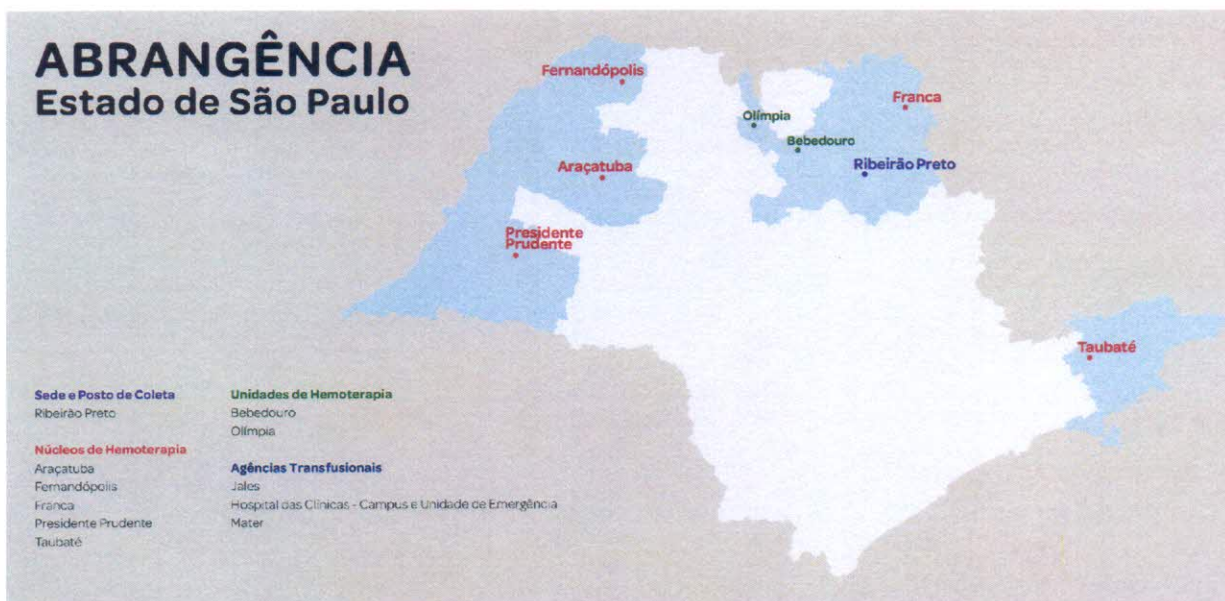 ABRANGÊNCIA
Estado de São Paulo
Fernandópolis
Franca
Olímpia
Bebedouro
Ribeirão Preto
Araçatuba
Presidente
Prudente
Taubaté
Sede e Posto de Coleta
Ribeirão Preto
Núcleos de Hemoterapia
Araçatuba
Fernandópolis
Franca
Presidente Prudente
Taubaté
Unidades de Hemoterapia
Bebedouro
Olímpia
Agências Transfusionais
Jales
Hospital das Clínicas - Campus e Unidade de Emergência
Mater